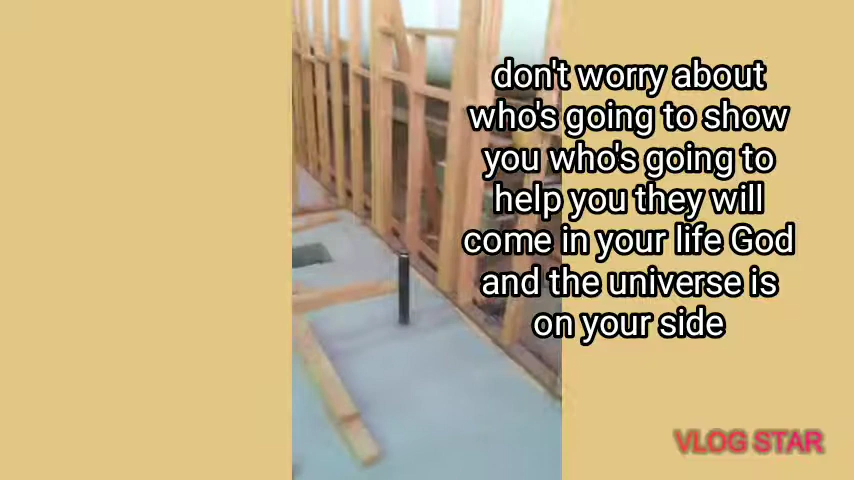 don't worry about
who's going to show
you who's going to
help you they will
come in your life God
and the universe is
on your side
VLOG STAR